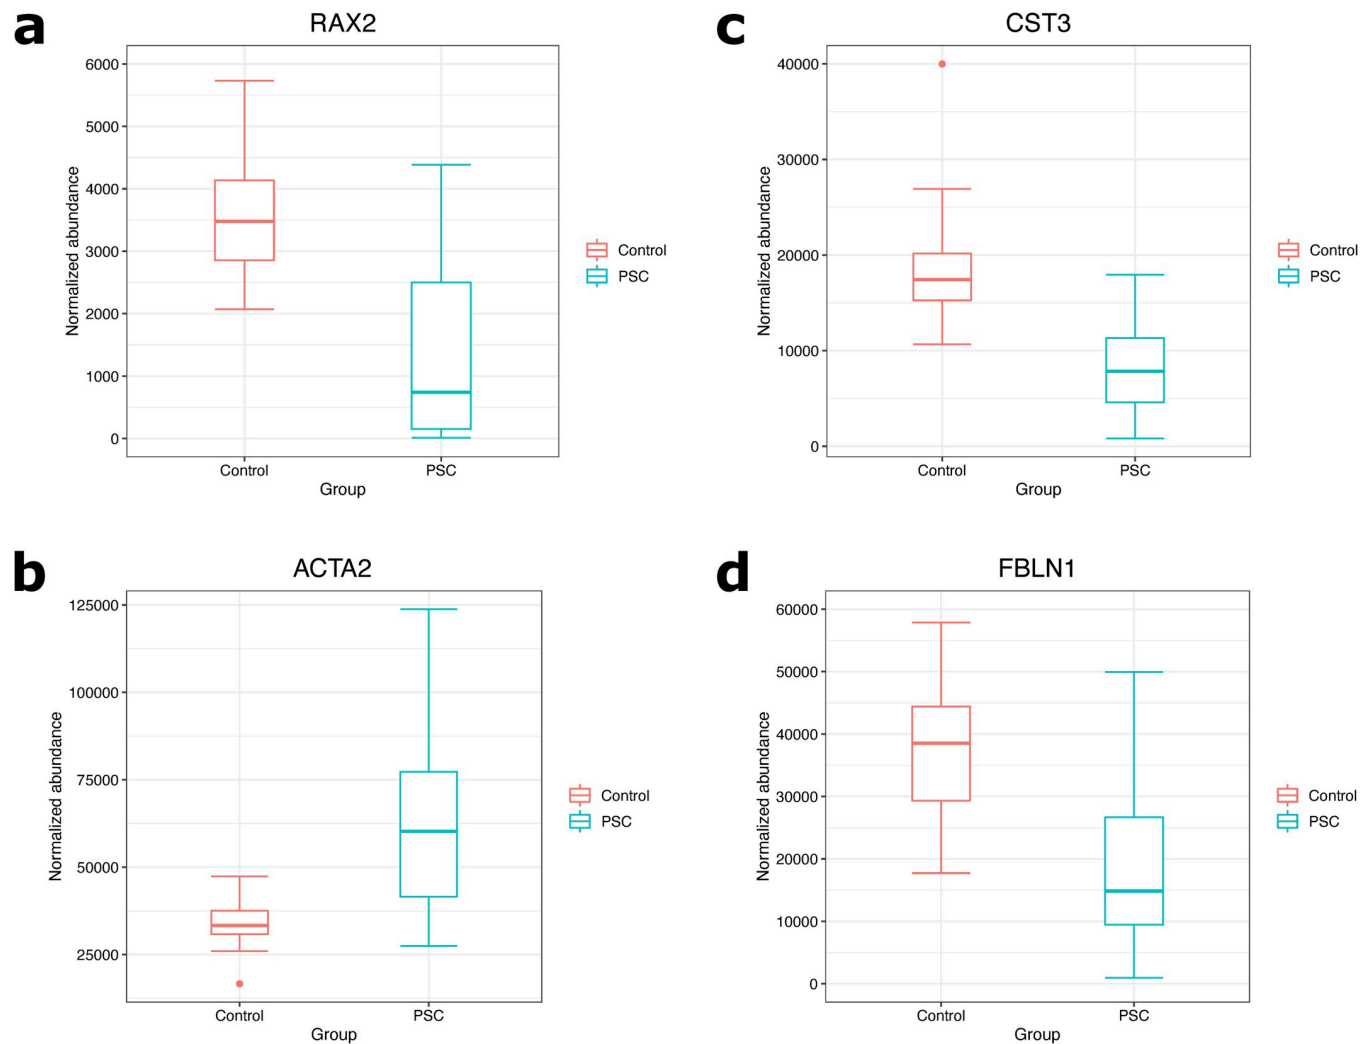 a
RAX2
6000
5000
4000
3000
2000
1000
0
Normalized abundance
Control
PSC
Group
Control
PSC
c
CST3
40000
30000
20000
10000
0
Normalized abundance
Control
PSC
Group
Control
PSC
b
ACTA2
125000
100000
75000
50000
25000
Normalized abundance
Control
PSC
Group
Control
PSC
d
FBLN1
60000
50000
40000
30000
20000
10000
0
Normalized abundance
Control
PSC
Group
Control
PSC